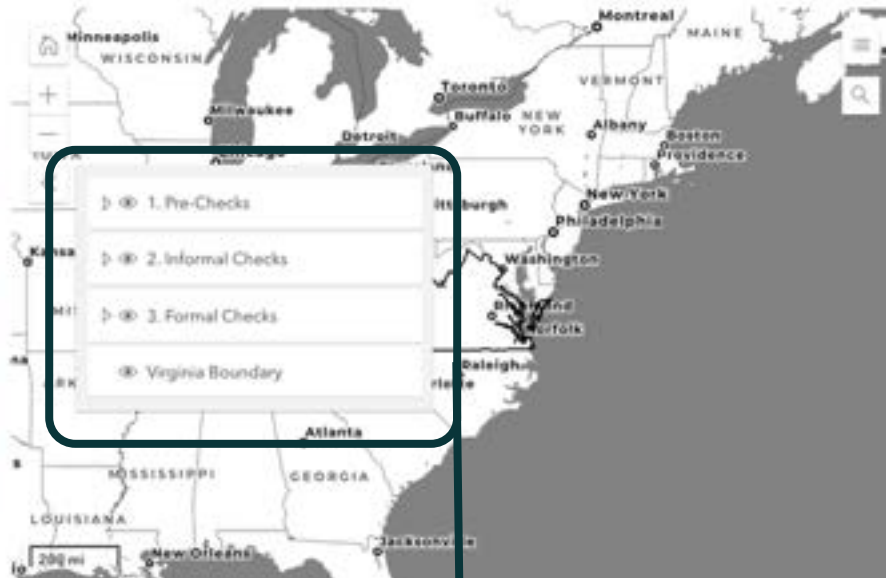 Montreal
MAINE
Minneapolis
WISCONSIN
VERMONT
Toronto
Milwaukee
Buffalo
NEW
YORK
Albany
Boston
Detroit
Providence
New York
Philadelphia
Washington
1. Pre-Checks
2. Informal Checks
3. Formal Checks
Virginia Boundary
Norfolk
Raleigh
Atlanta
MISSISSIPPI
GEORGIA
LOUISIANA
Jacksonville
New Orleans
200 mi